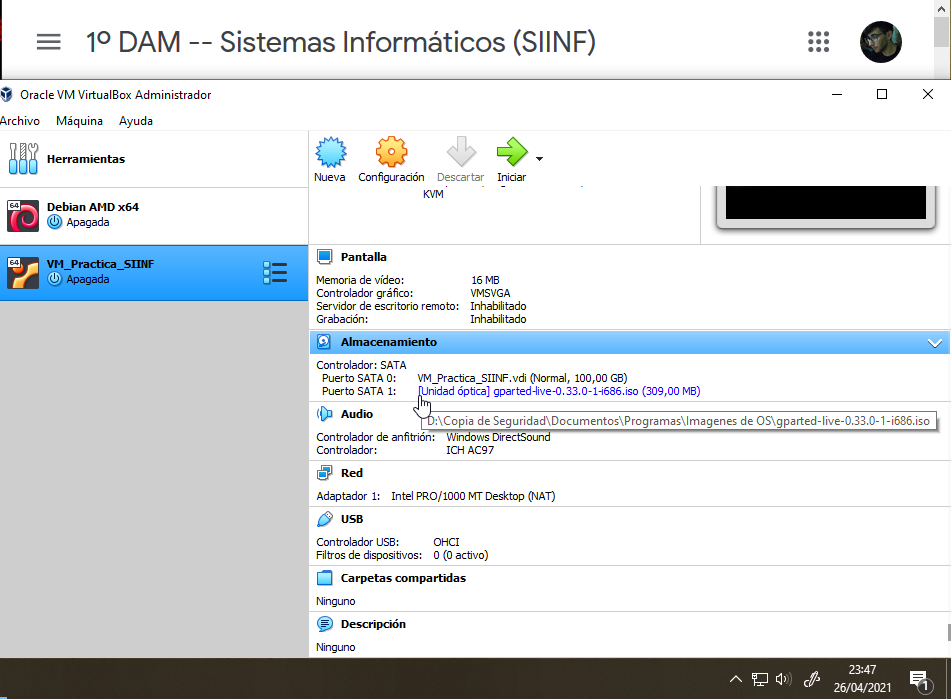 1º DAM -- Sistemas Informáticos (SIINF)
Oracle VM VirtualBox Administrador
Archivo Máquina Ayuda
Herramientas
Nueva Configuración Descartar Iniciar
64 Debian AMD x64
Apagada
64 VM_Practica_SIINF
Apagada
KVM
Pantalla
Memoria de vídeo: 16 MB
Controlador gráfico: VMSVGA
Servidor de escritorio remoto: Inhabilitado
Grabación: Inhabilitado
Almacenamiento
Controlador: SATA
Puerto SATA 0: VM_Practica_SIINF.vdi (Normal, 100,00 GB)
Puerto SATA 1: [Unidad óptica] gparted-live-0.33.0-1-i686.iso (309,00 MB)
D:\Copia de Seguridad\Documentos\Programas\Imagenes de OS\gparted-live-0.33.0-1-i686.iso
Audio
Controlador de anfitrión: Windows DirectSound
Controlador: ICH AC97
Red
Adaptador 1: Intel PRO/1000 MT Desktop (NAT)
USB
Controlador USB: OHCI
Filtros de dispositivos: 0 (0 activo)
Carpetas compartidas
Ninguno
Descripción
Ninguno
23:47
26/04/2021
1